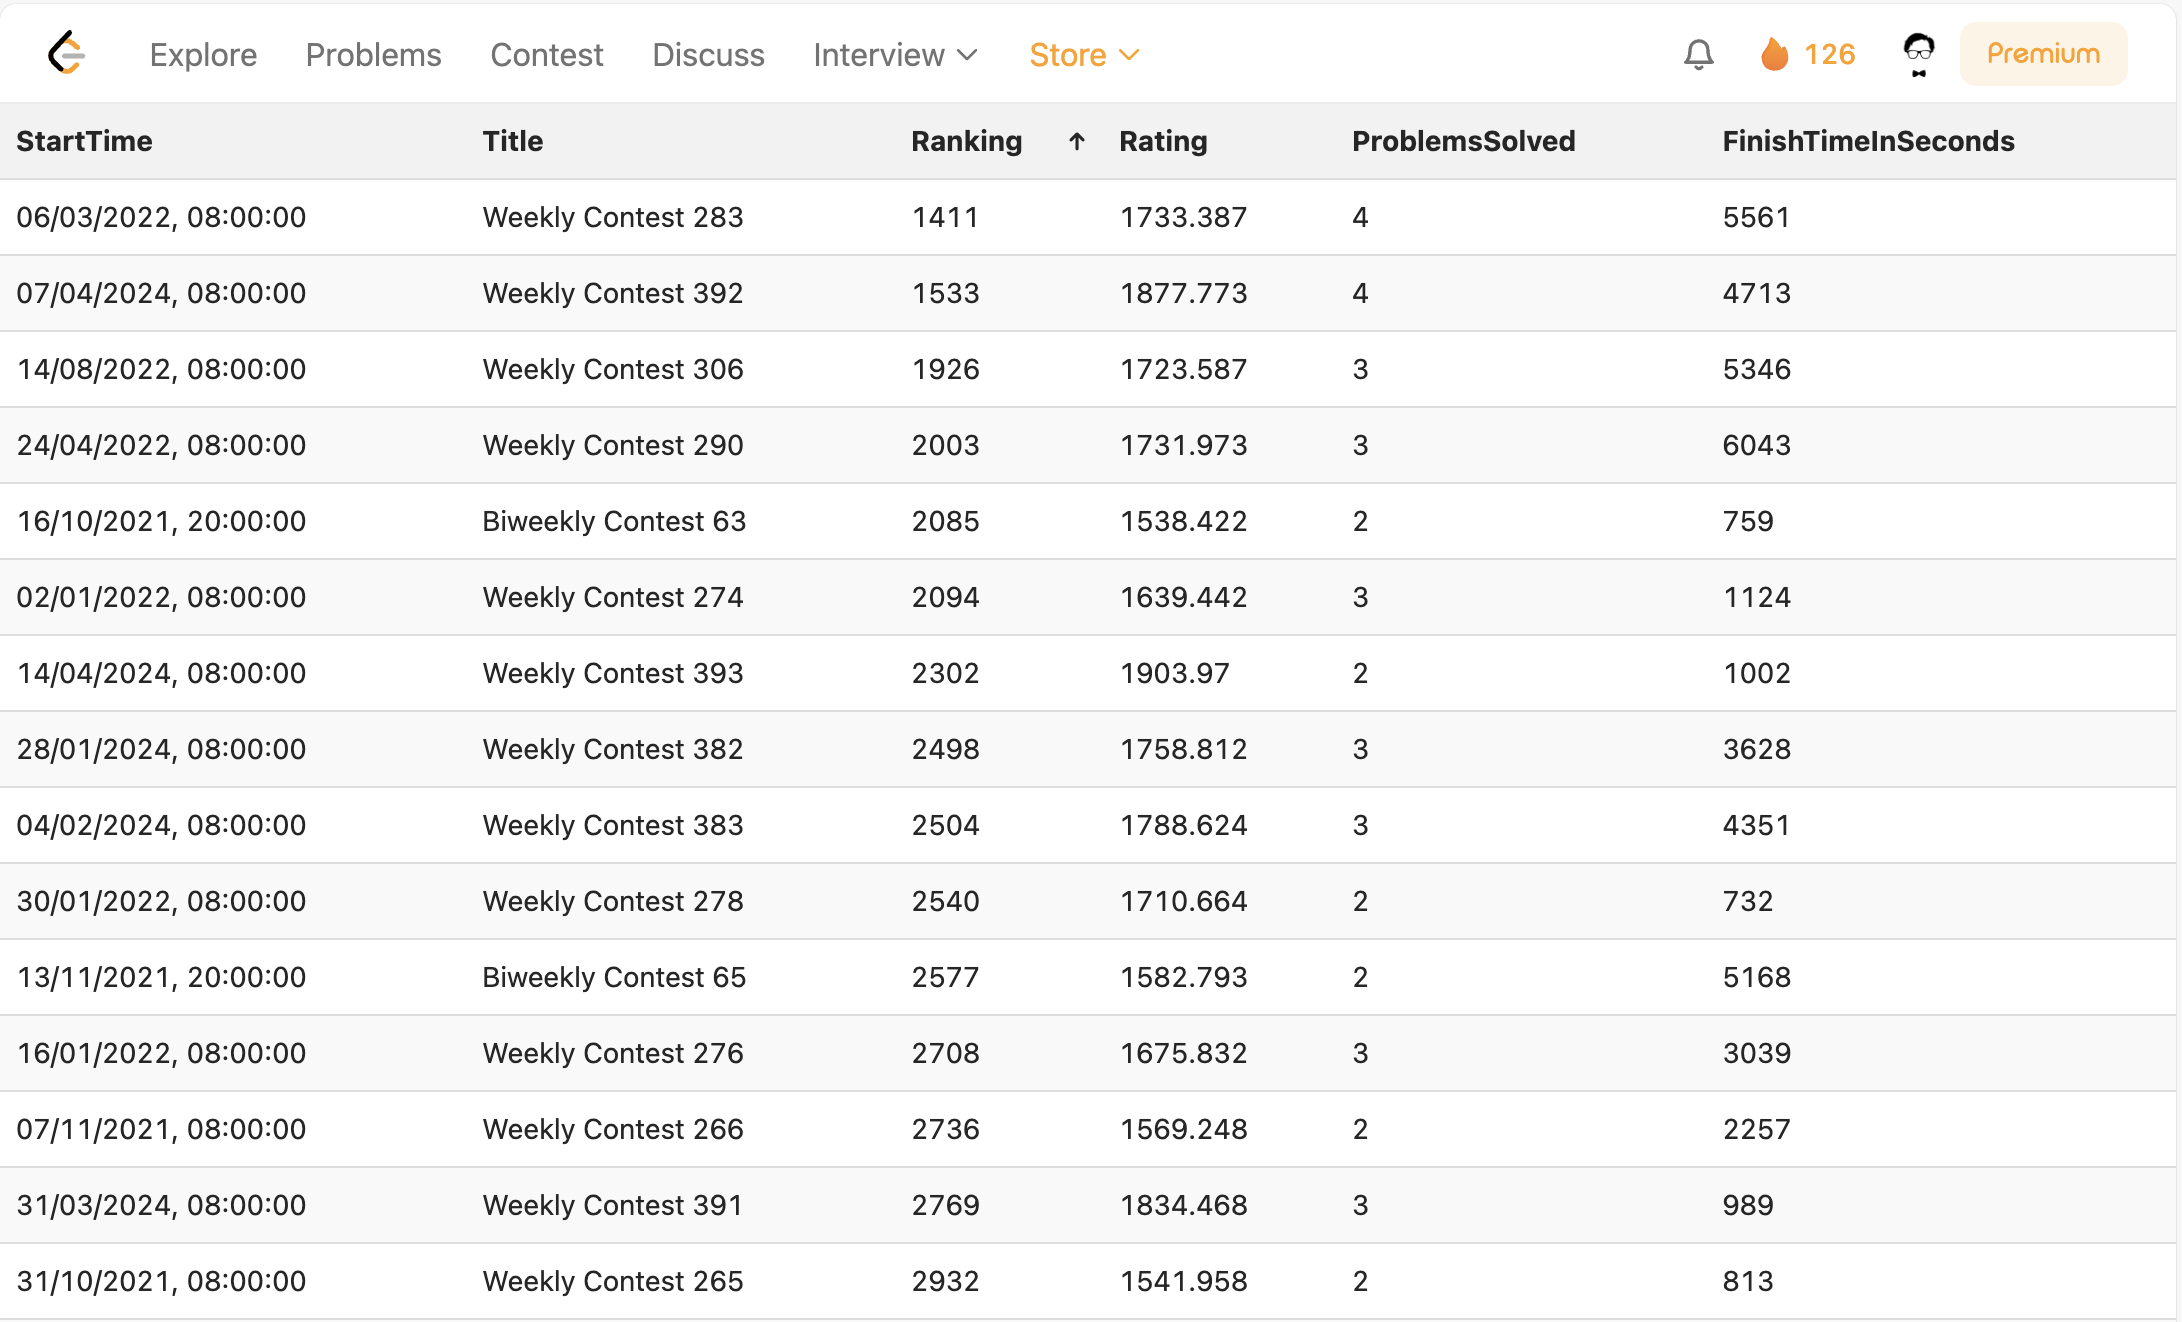 Explore Problems Contest Discuss Interview Store 126 Premium
StartTime Title Ranking ↑ Rating ProblemsSolved FinishTimeInSeconds
06/03/2022, 08:00:00 Weekly Contest 283 1411 1733.387 4 5561
07/04/2024, 08:00:00 Weekly Contest 392 1533 1877.773 4 4713
14/08/2022, 08:00:00 Weekly Contest 306 1926 1723.587 3 5346
24/04/2022, 08:00:00 Weekly Contest 290 2003 1731.973 3 6043
16/10/2021, 20:00:00 Biweekly Contest 63 2085 1538.422 2 759
02/01/2022, 08:00:00 Weekly Contest 274 2094 1639.442 3 1124
14/04/2024, 08:00:00 Weekly Contest 393 2302 1903.97 2 1002
28/01/2024, 08:00:00 Weekly Contest 382 2498 1758.812 3 3628
04/02/2024, 08:00:00 Weekly Contest 383 2504 1788.624 3 4351
30/01/2022, 08:00:00 Weekly Contest 278 2540 1710.664 2 732
13/11/2021, 20:00:00 Biweekly Contest 65 2577 1582.793 2 5168
16/01/2022, 08:00:00 Weekly Contest 276 2708 1675.832 3 3039
07/11/2021, 08:00:00 Weekly Contest 266 2736 1569.248 2 2257
31/03/2024, 08:00:00 Weekly Contest 391 2769 1834.468 3 989
31/10/2021, 08:00:00 Weekly Contest 265 2932 1541.958 2 813